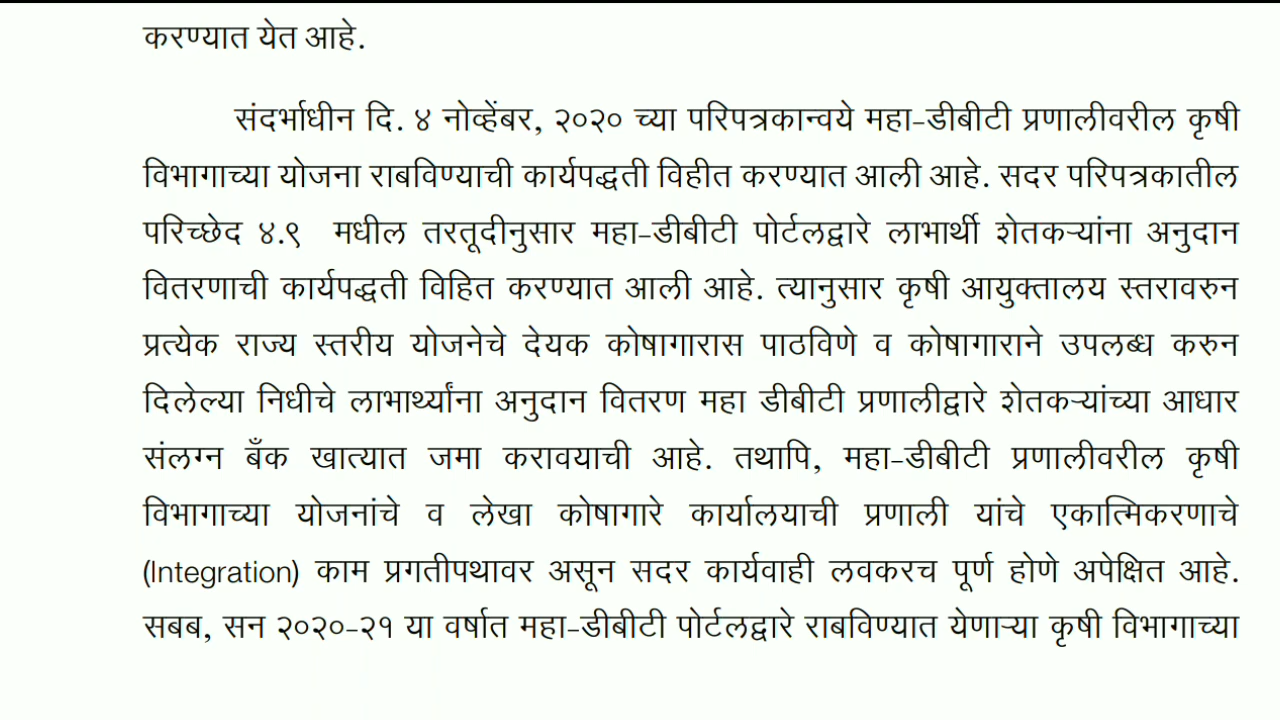 करण्यात येत आहे.
संदर्भाधीन दि. ४ नोव्हेंबर, २०२० च्या परिपत्रकान्वये महा-डीबीटी प्रणालीवरील कृषी
विभागाच्या योजना राबविण्याची कार्यपद्धती विहीत करण्यात आली आहे. सदर परिपत्रकातील
परिच्छेद ४.९ मधील तरतूदीनुसार महा-डीबीटी पोर्टलद्वारे लाभार्थी शेतकऱ्यांना अनुदान
वितरणाची कार्यपद्धती विहित करण्यात आली आहे. त्यानुसार कृषी आयुक्तालय स्तरावरुन
प्रत्येक राज्य स्तरीय योजनेचे देयक कोषागारास पाठविणे व कोषागाराने उपलब्ध करुन
दिलेल्या निधीचे लाभार्थ्यांना अनुदान वितरण महा डीबीटी प्रणालीद्वारे शेतकऱ्यांच्या आधार
संलग्न बँक खात्यात जमा करावयाची आहे. तथापि, महा-डीबीटी प्रणालीवरील कृषी
विभागाच्या योजनांचे व लेखा कोषागारे कार्यालयाची प्रणाली यांचे एकात्मिकरणाचे
(Integration) काम प्रगतीपथावर असून सदर कार्यवाही लवकरच पूर्ण होणे अपेक्षित आहे.
सबब, सन २०२०-२१ या वर्षात महा-डीबीटी पोर्टलद्वारे राबविण्यात येणाऱ्या कृषी विभागाच्या